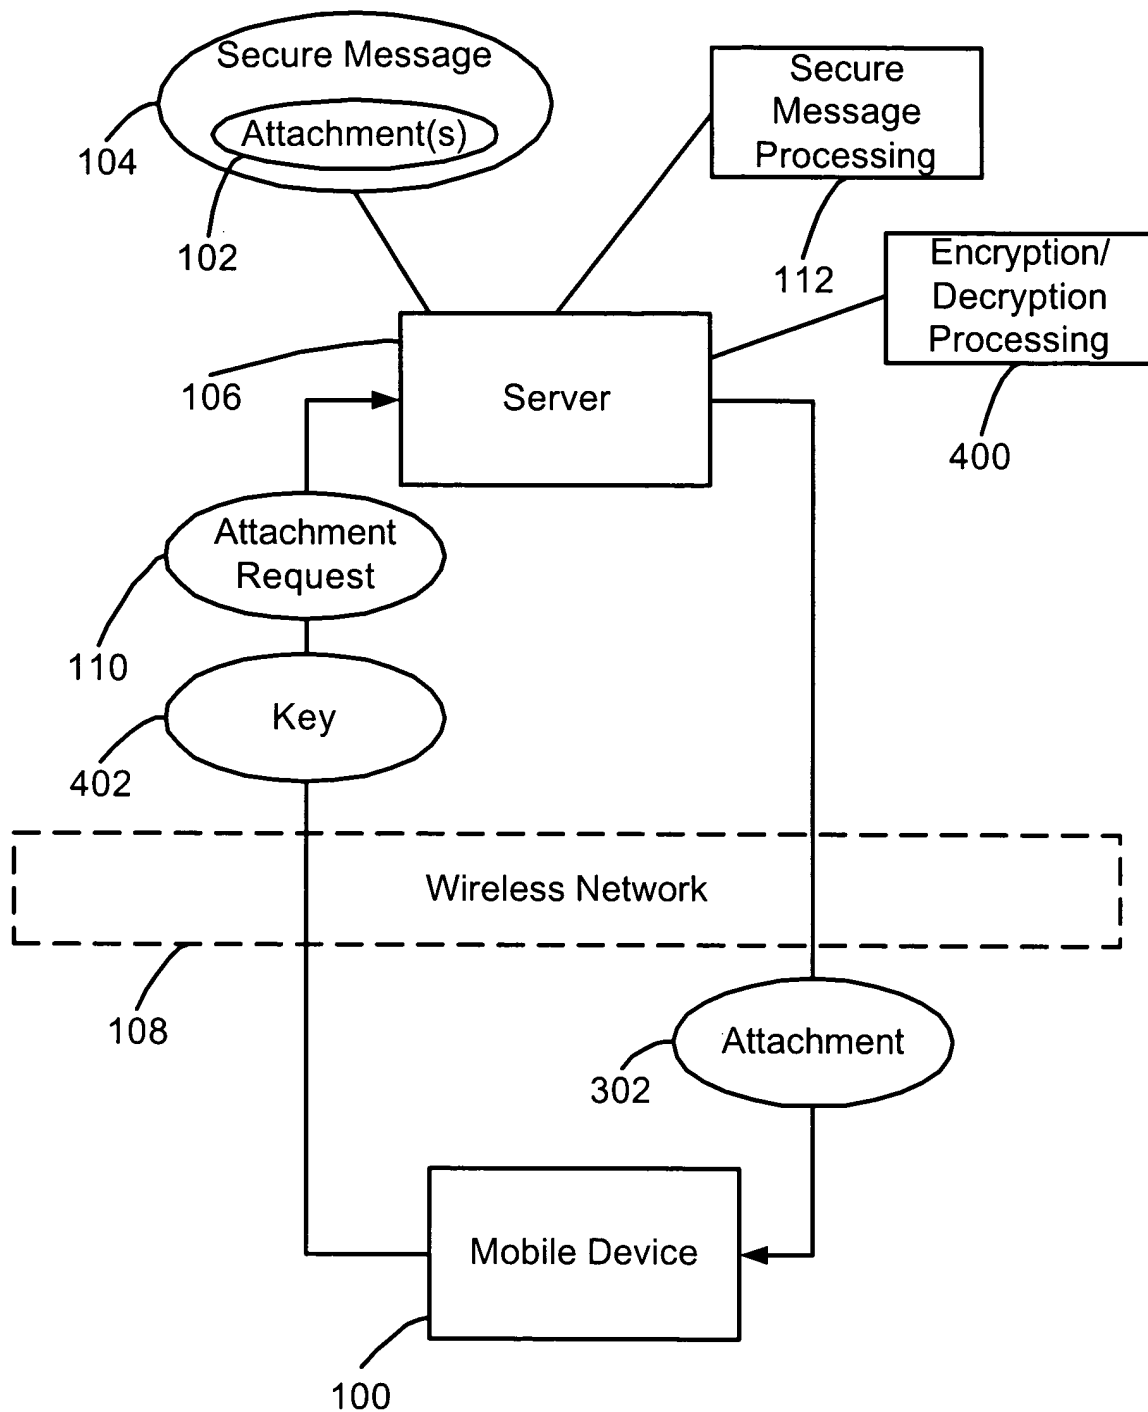 Secure Message
Attachment(s)
104
102
Secure
Message
Processing
112
Encryption/
Decryption
Processing
400
106
Server
Attachment
Request
110
Key
402
Wireless Network
108
Attachment
302
Mobile Device
100